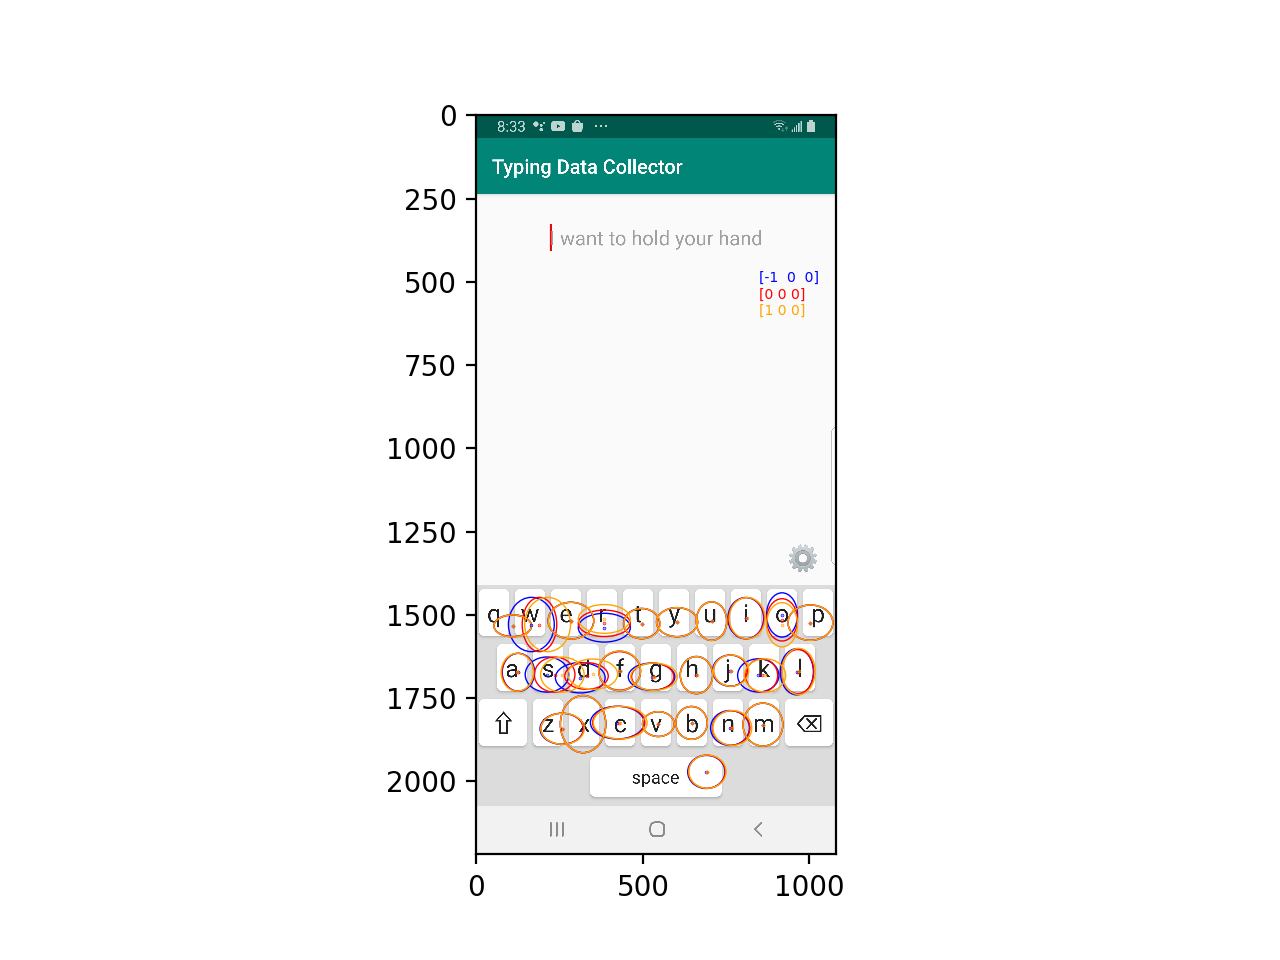 0
8:33
Typing Data Collector
250
want to hold your hand
[-1 0 0]
500
[0 0 0]
[1 0 0]
750
1000
1250
1500
q w e r t y u i o p
a s d f g h j k l
1750
z x c v b n m
2000
space
0 500 1000